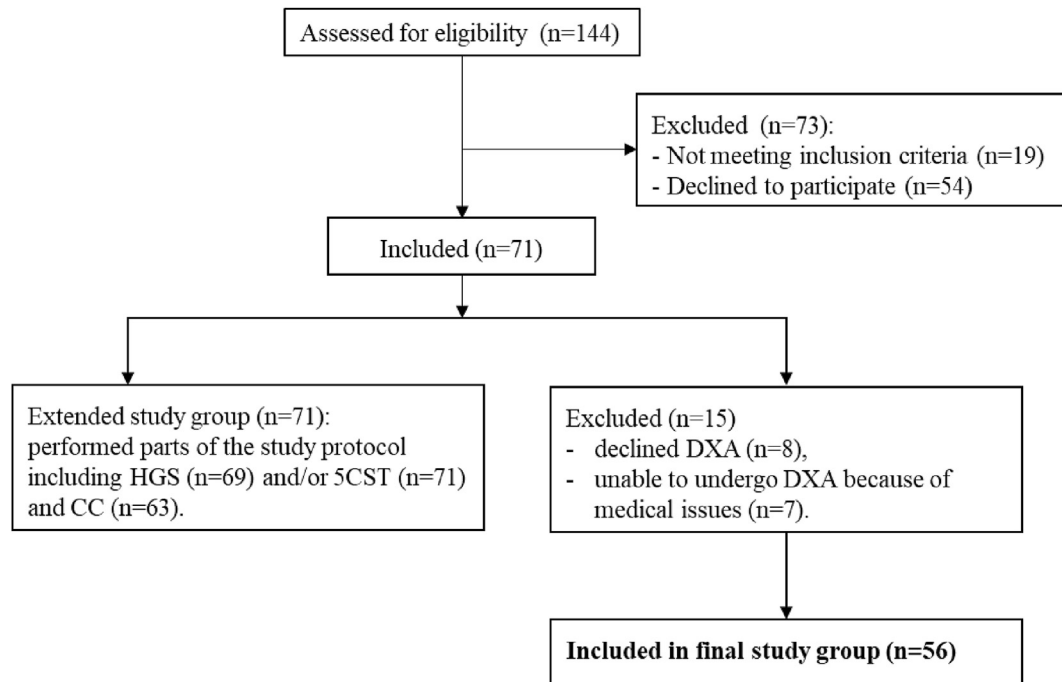 Assessed for eligibility (n=144)
Excluded (n=73):
- Not meeting inclusion criteria (n=19)
- Declined to participate (n=54)
Included (n=71)
Extended study group (n=71):
performed parts of the study protocol
including HGS (n=69) and/or 5CST (n=71)
and CC (n=63).
Excluded (n=15)
- declined DXA (n=8),
- unable to undergo DXA because of
medical issues (n=7).
Included in final study group (n=56)